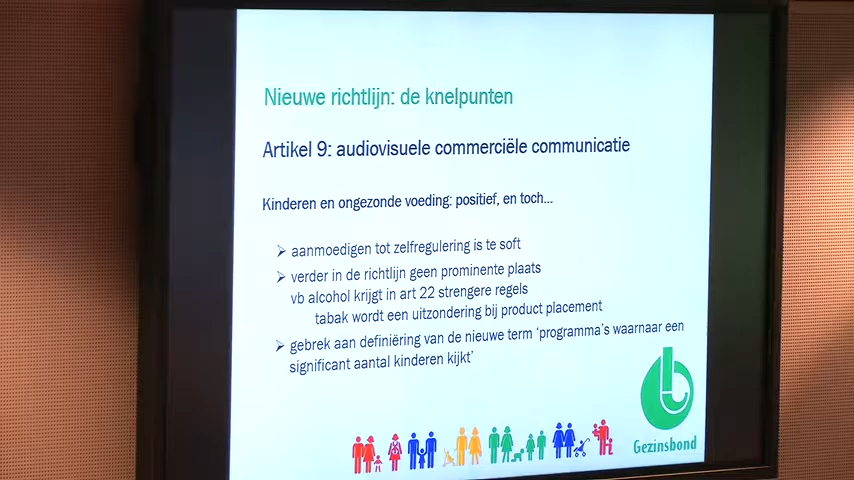 Nieuwe richtlijn: de knelpunten
Artikel 9: audiovisuele commerciële communicatie
Kinderen en ongezonde voeding: positief, en toch...
➢ aanmoedigen tot zelfregulering is te soft
➢ verder in de richtlijn geen prominente plaats
vb alcohol krijgt in art 22 strengere regels
tabak wordt een uitzondering bij product placement
➢ gebrek aan definiëring van de nieuwe term ‘programma’s waarnaar een
significant aantal kinderen kijkt’
Gezinsbond